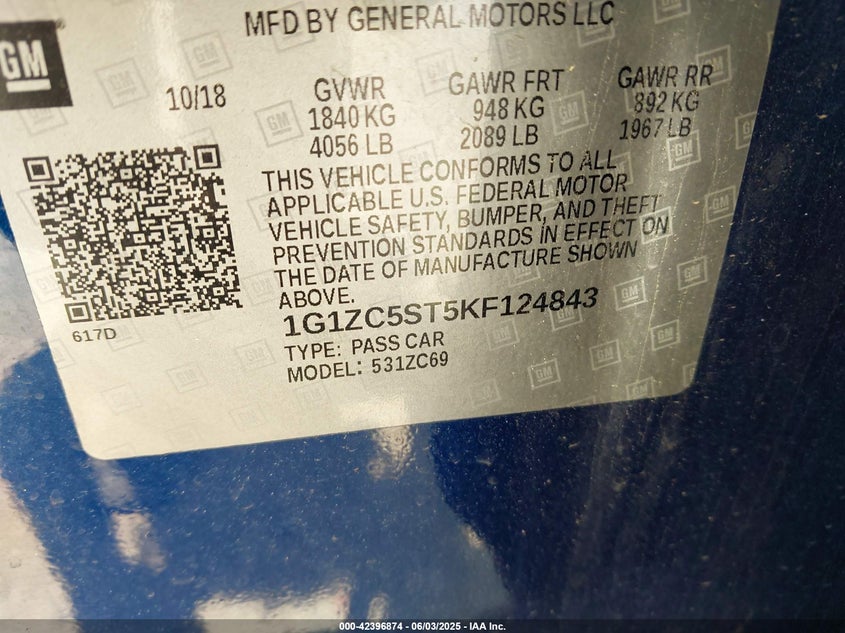 MFD BY GENERAL MOTORS LLC
GM
10/18
GVWR
GAWR FRT
GAWR RR
1840 KG
948 KG
892 KG
4056 LB
2089 LB
1967 LB
THIS VEHICLE CONFORMS TO ALL
APPLICABLE U.S. FEDERAL MOTOR
VEHICLE SAFETY, BUMPER, AND THEFT
PREVENTION STANDARDS IN EFFECT ON
THE DATE OF MANUFACTURE SHOWN
ABOVE.
617D
1G1ZC5ST5KF124843
TYPE: PASS CAR
MODEL: 531ZC69
000-42396874 - 06/03/2025 - IAA Inc.